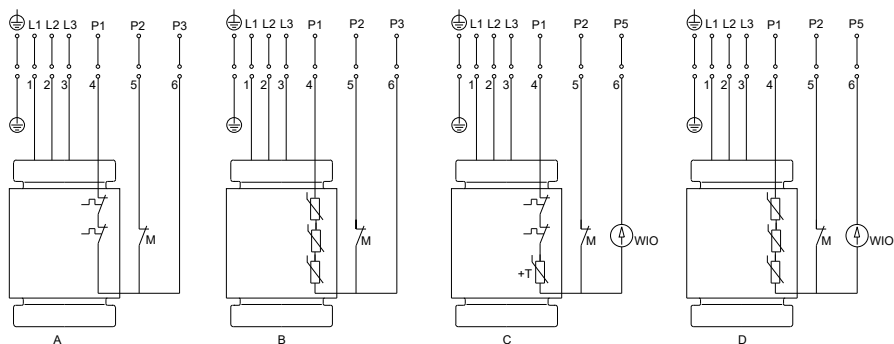 L1 L2 L3 P1 P2 P3
1 2 3 4 5 6
M
A
L1 L2 L3 P1 P2 P3
1 2 3 4 5 6
M
B
L1 L2 L3 P1 P2 P5
1 2 3 4 5 6
M WIO
+T
C
L1 L2 L3 P1 P2 P5
1 2 3 4 5 6
M WIO
D